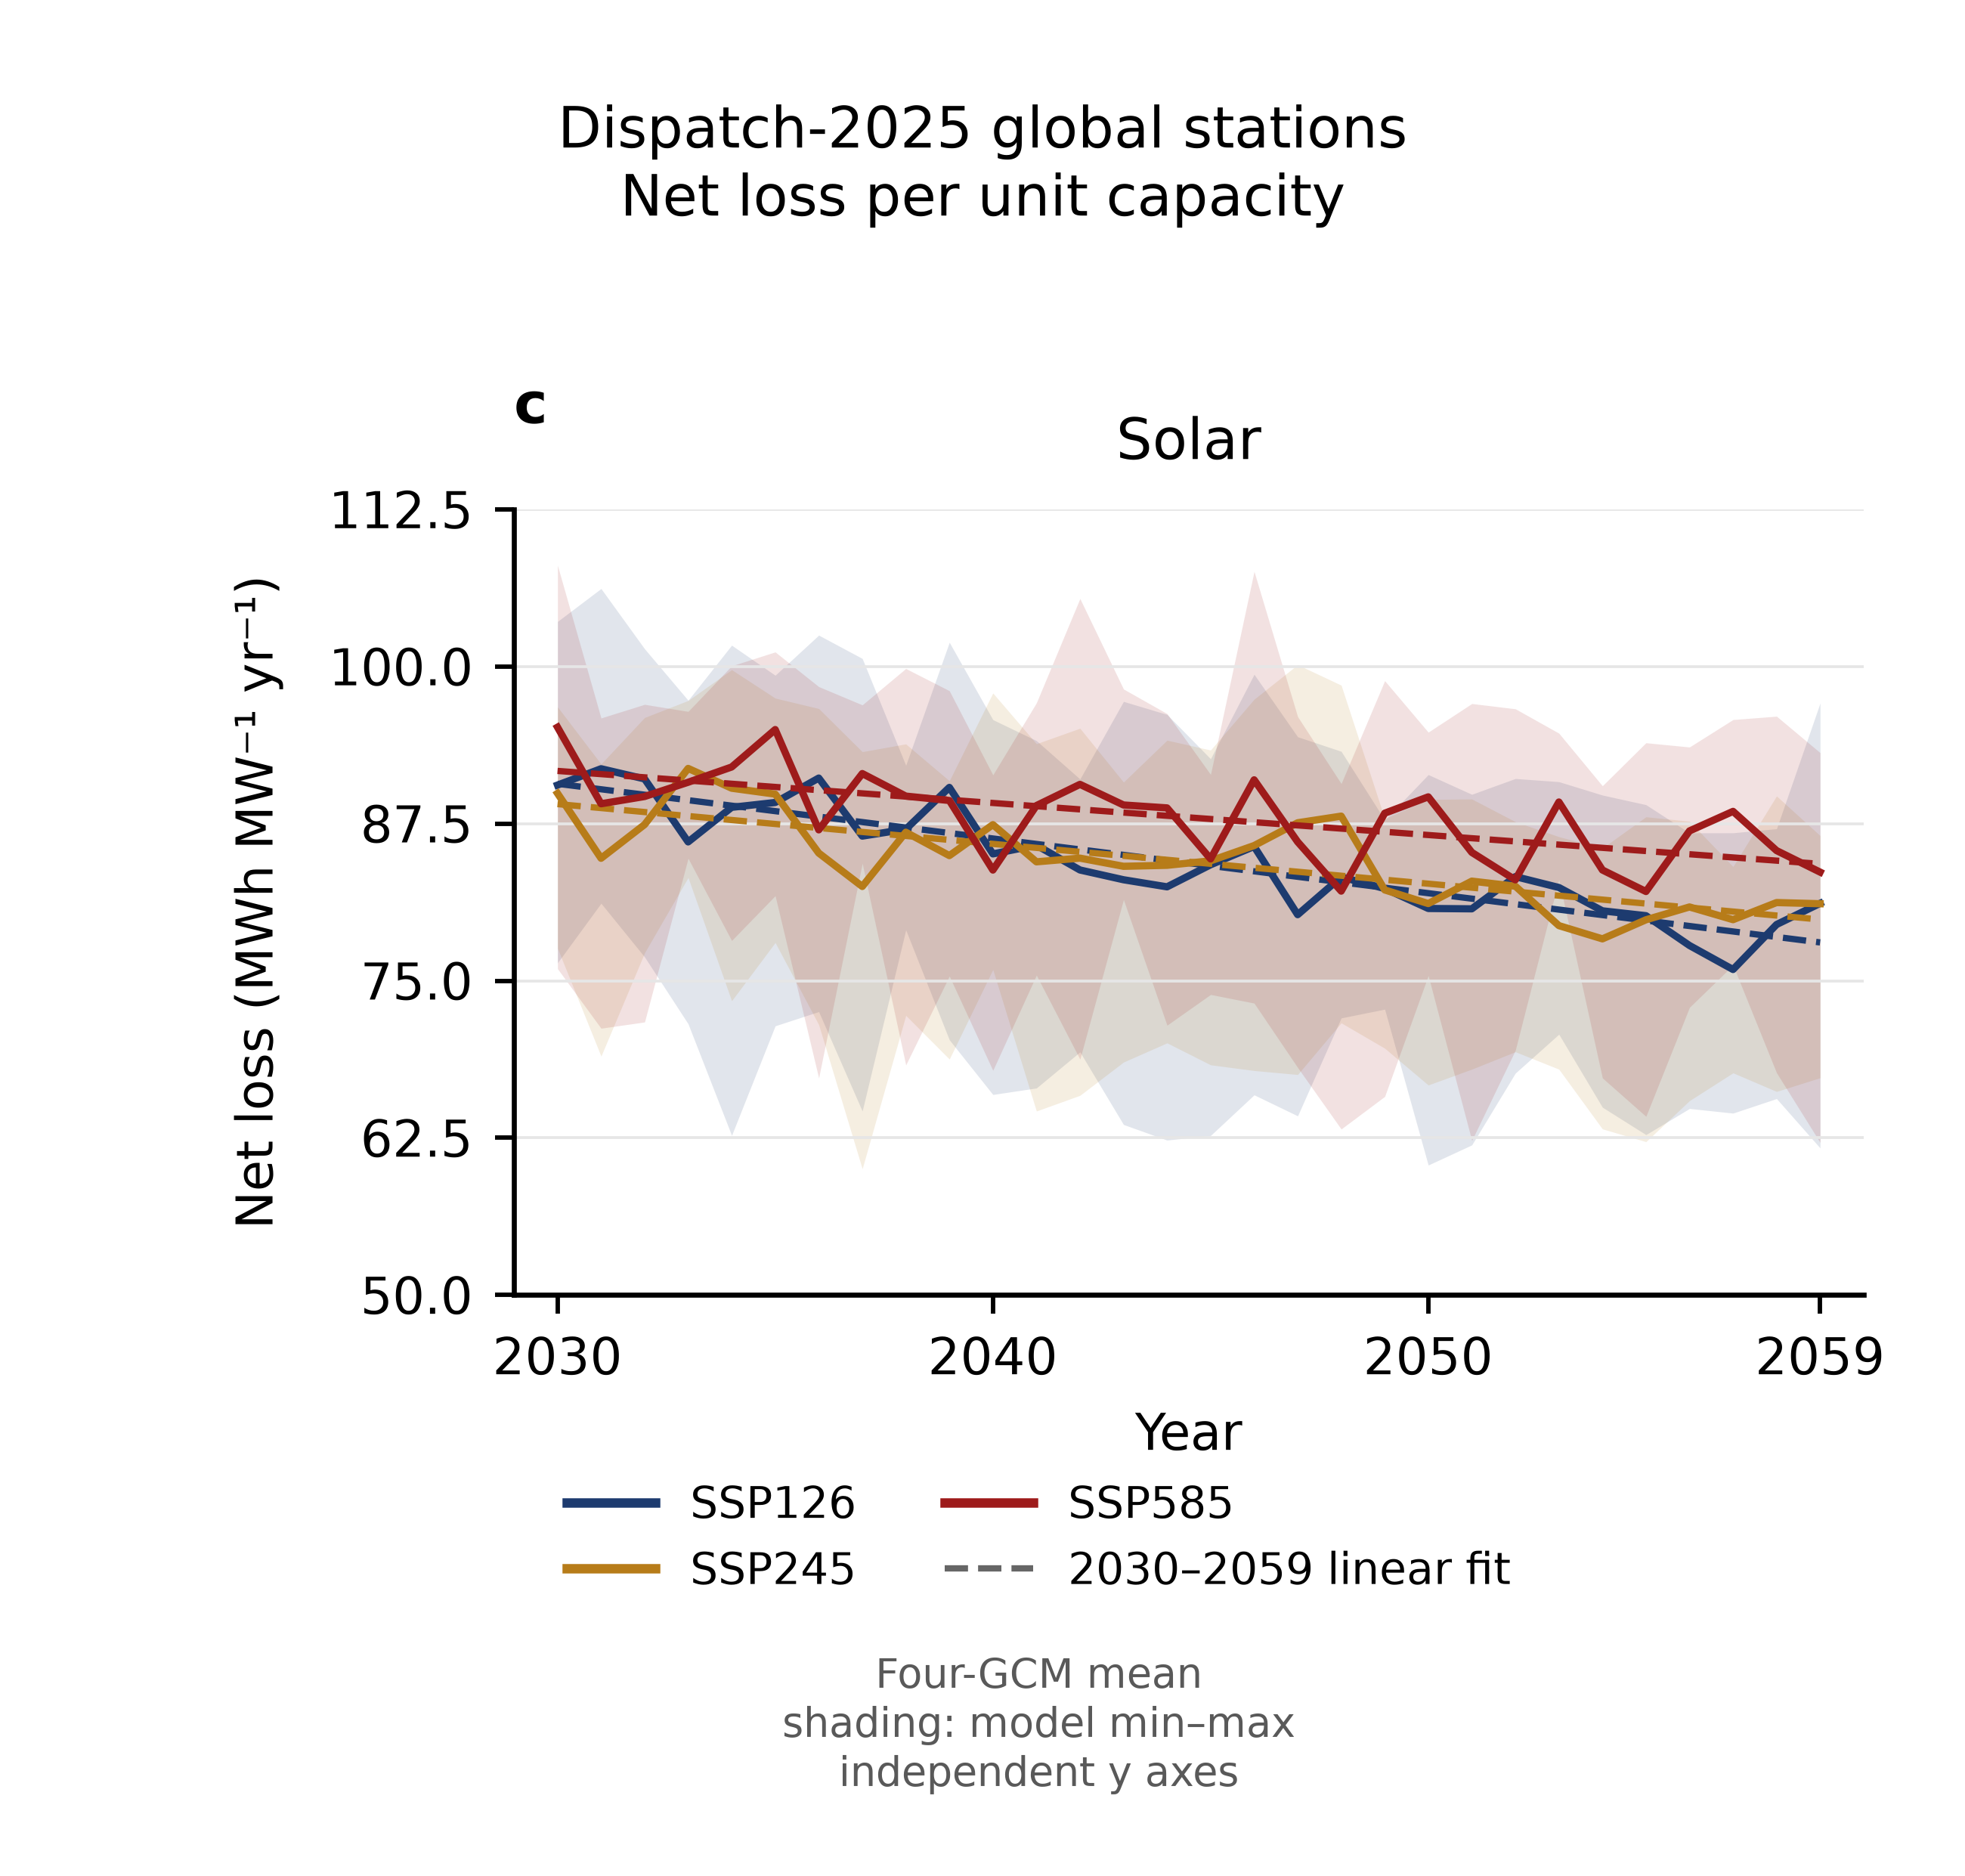 Dispatch-2025 global stations
Net loss per unit capacity
c
Solar
Net loss (MWh MW⁻¹ yr⁻¹)
112.5
100.0
87.5
75.0
62.5
50.0
2030 2040 2050 2059
Year
SSP126 SSP585
SSP245 2030–2059 linear fit
Four-GCM mean
shading: model min–max
independent y axes